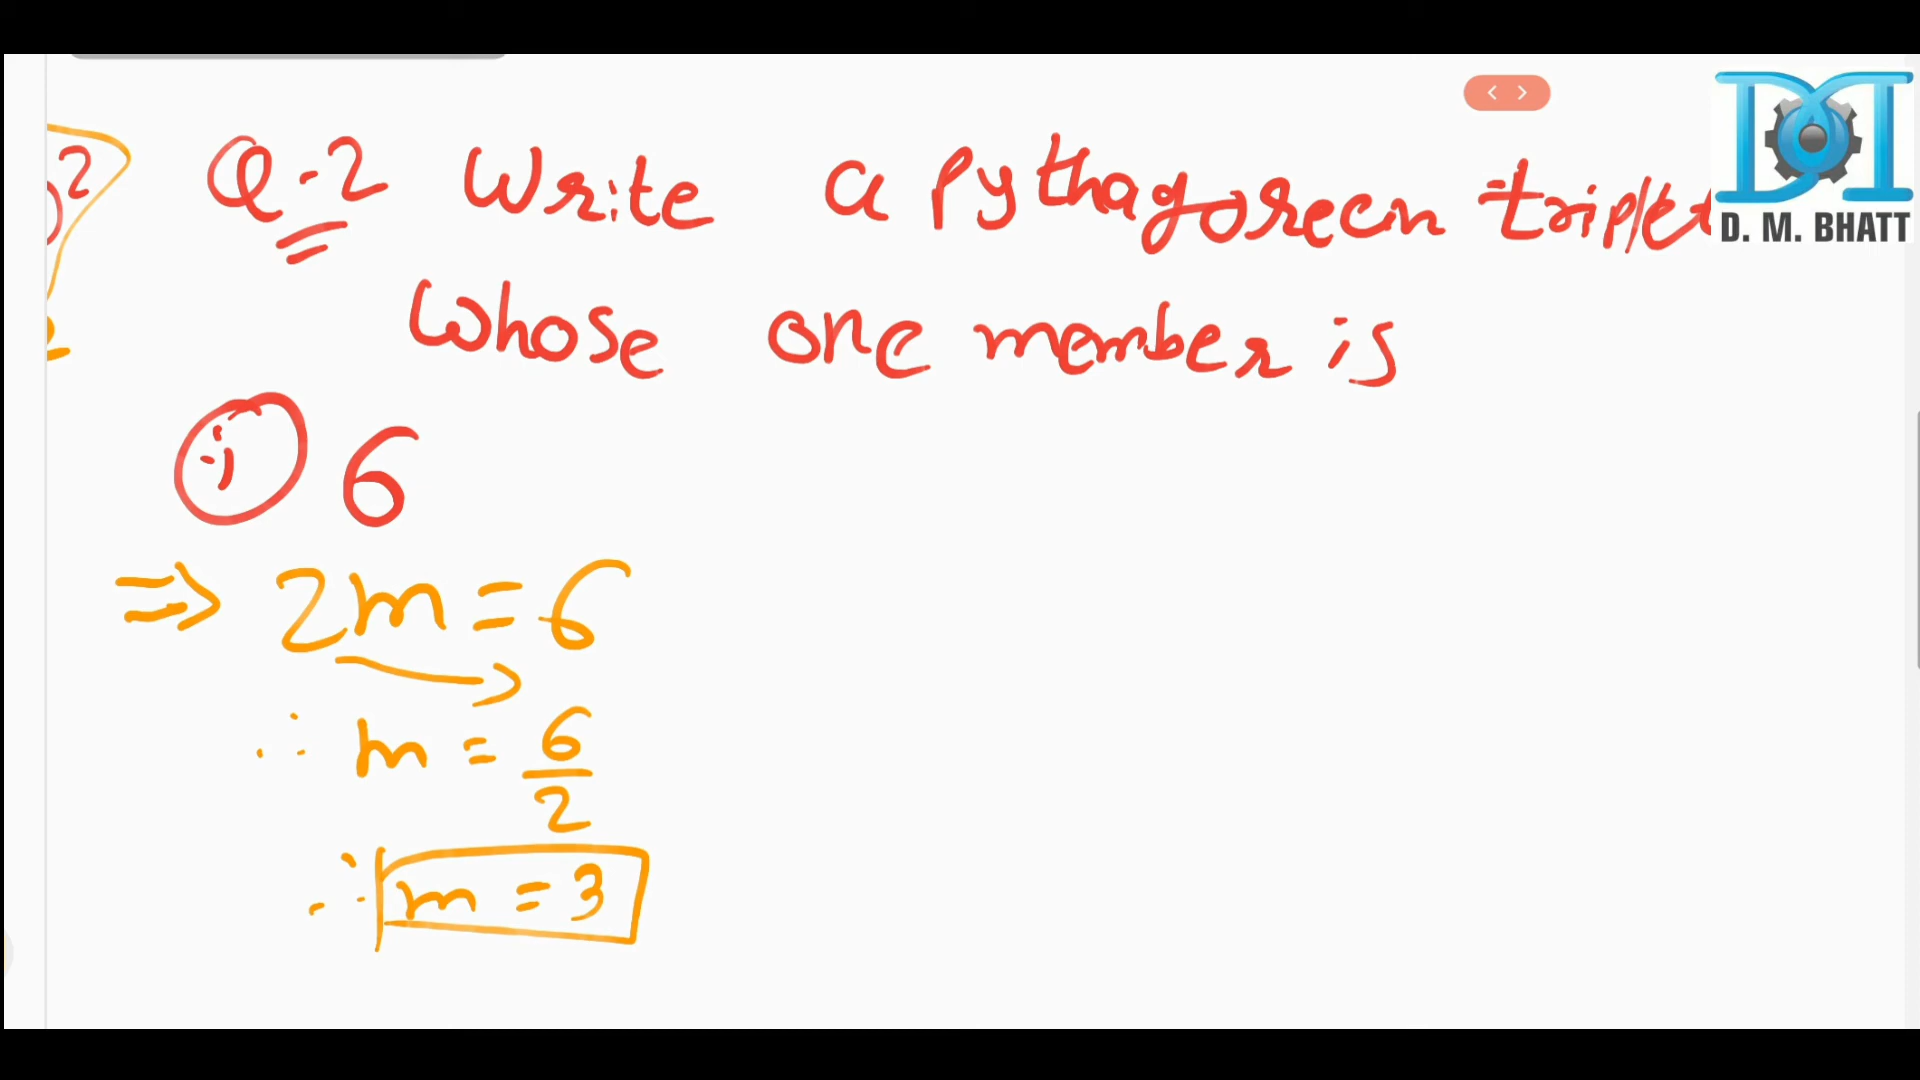 Q.2 Write a Pythagorean triplet
whose one member is
(i) 6
⇒ 2m = 6
∴ m = 6/2
∴ m = 3
D. M. BHATT